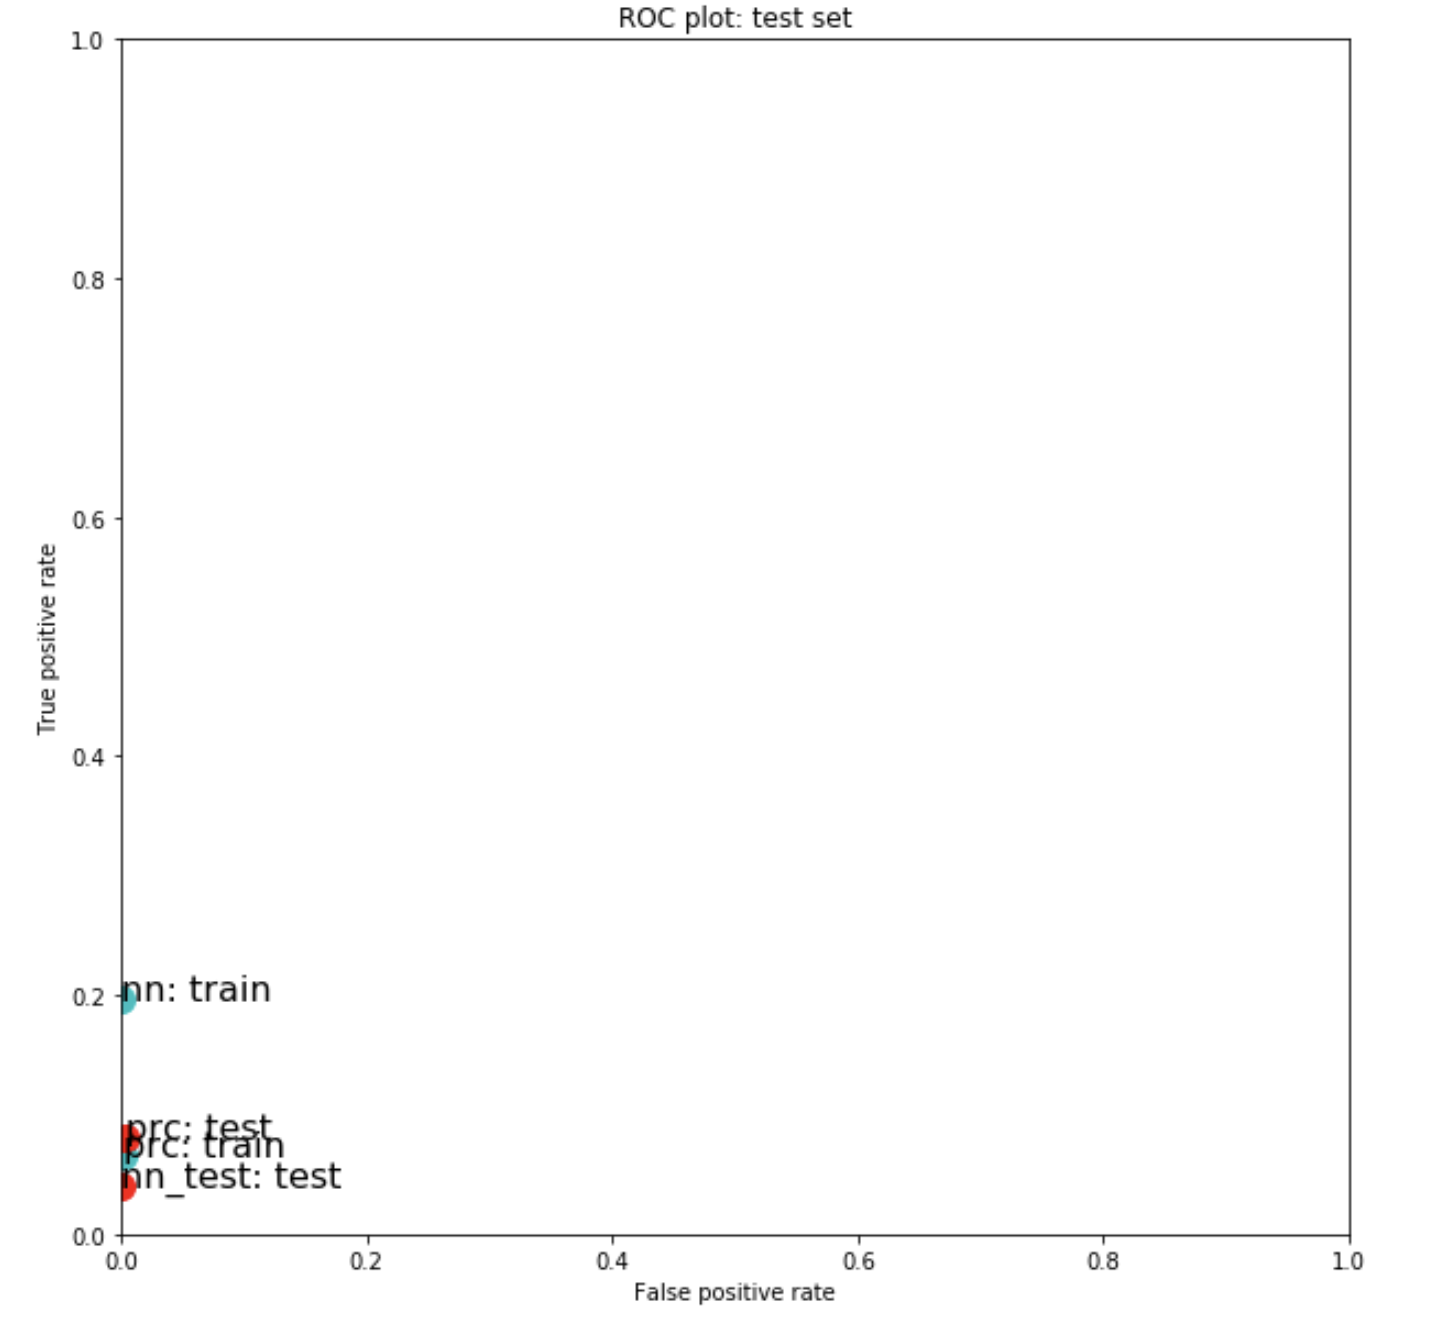 ROC plot: test set
1.0
0.8
0.6
0.4
0.2
0.0
True positive rate
nn: train
prc: test
prc: train
nn_test: test
0.0 0.2 0.4 0.6 0.8 1.0
False positive rate